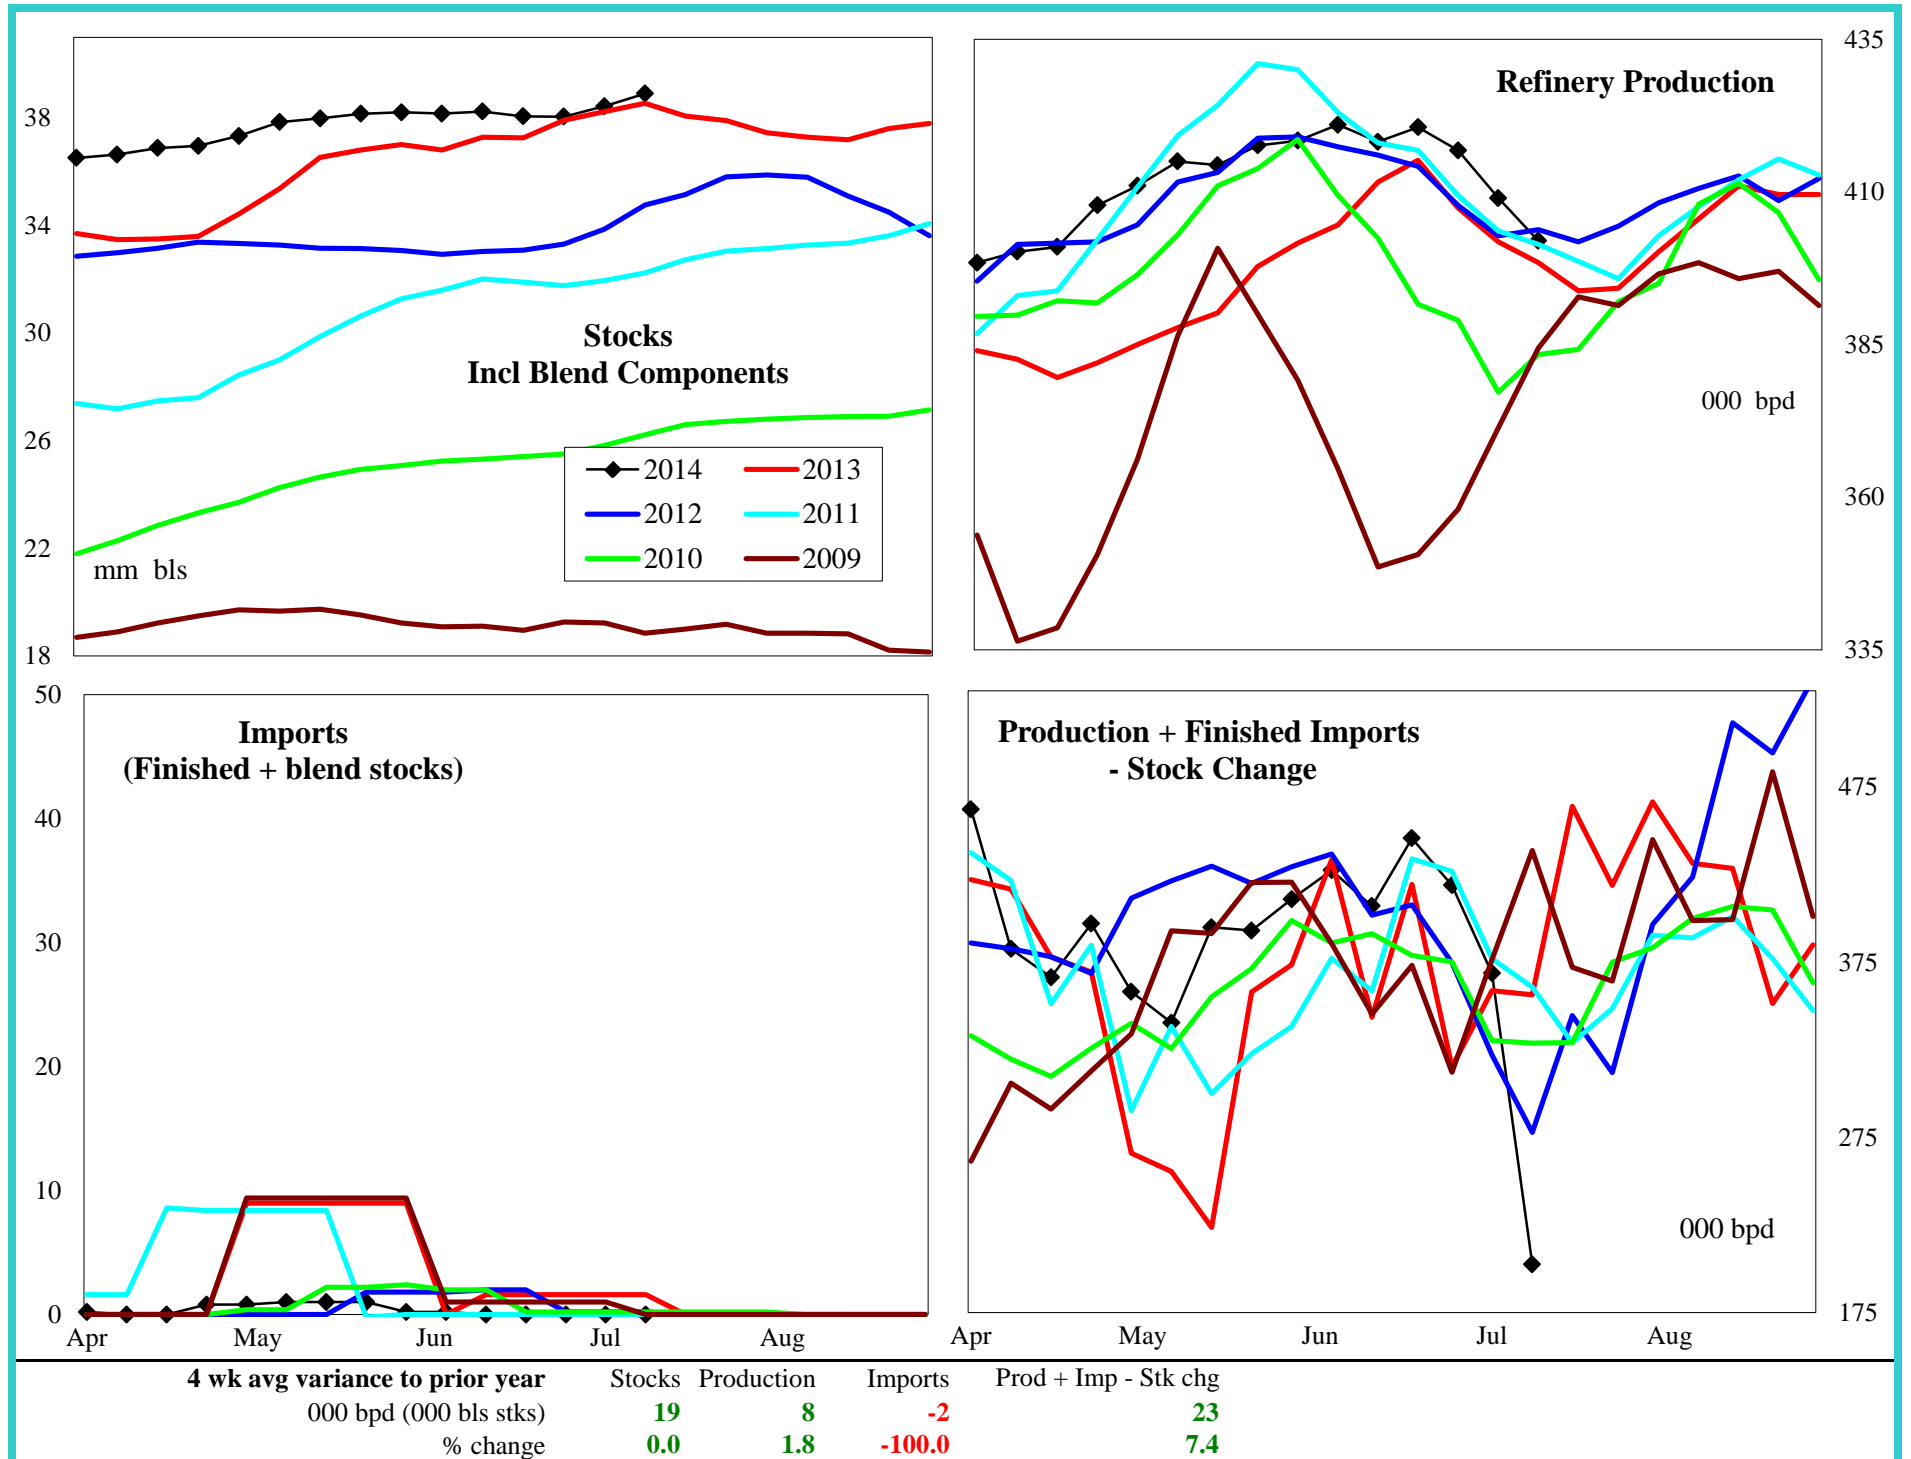 Refinery Production
435
410
385
360
335
000 bpd
38
34
30
26
22
18
Stocks
Incl Blend Components
mm bls
2014
2013
2012
2011
2010
2009
Imports
(Finished + blend stocks)
50
40
30
20
10
0
Apr May Jun Jul Aug
Production + Finished Imports
- Stock Change
475
375
275
175
000 bpd
Apr May Jun Jul Aug
4 wk avg variance to prior year Stocks Production Imports Prod + Imp - Stk chg
000 bpd (000 bls stks) 19 8 -2 23
% change 0.0 1.8 -100.0 7.4